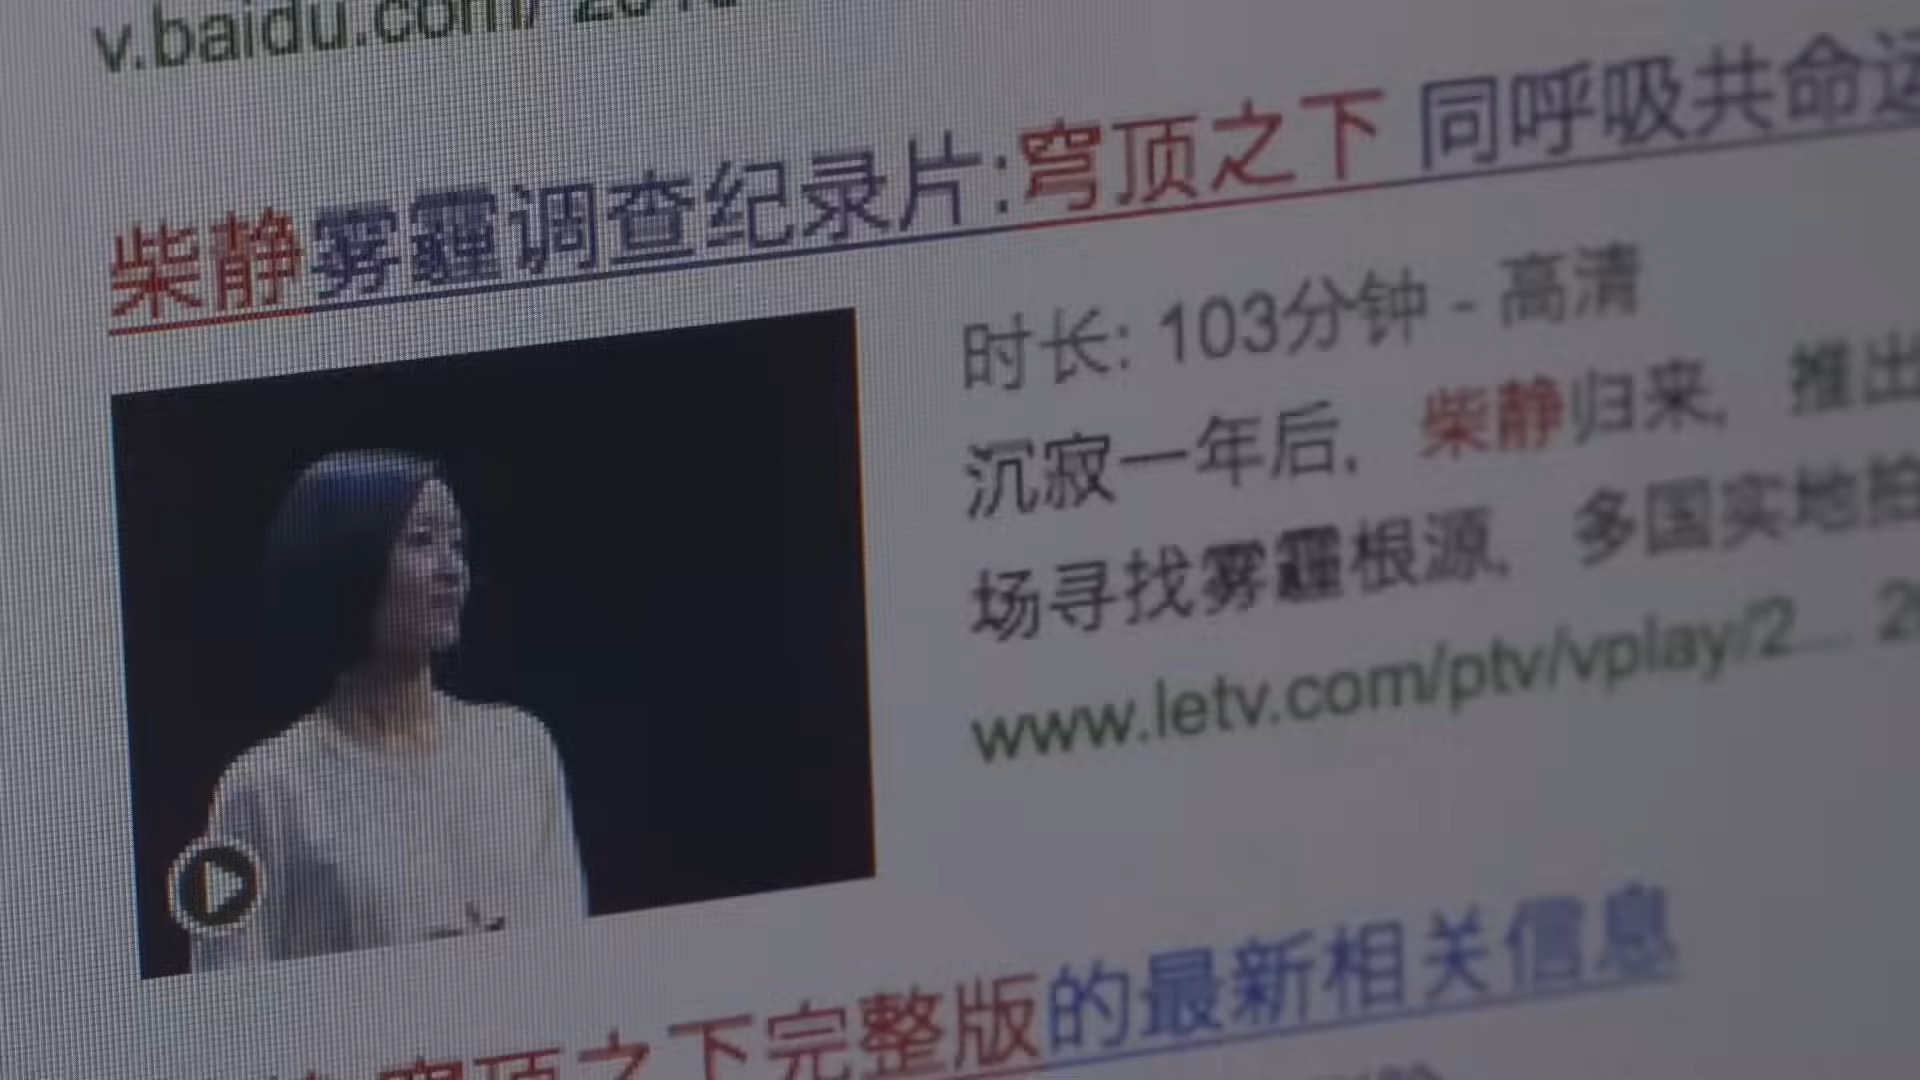 v.baidu.com/ 2015
柴静雾霾调查纪录片:穹顶之下 同呼吸共命运
时长: 103分钟 - 高清
沉寂一年后, 柴静归来, 推出
场寻找雾霾根源, 多国实地拍
www.letv.com/ptv/vplay/2... 20
穹顶之下完整版的最新相关信息